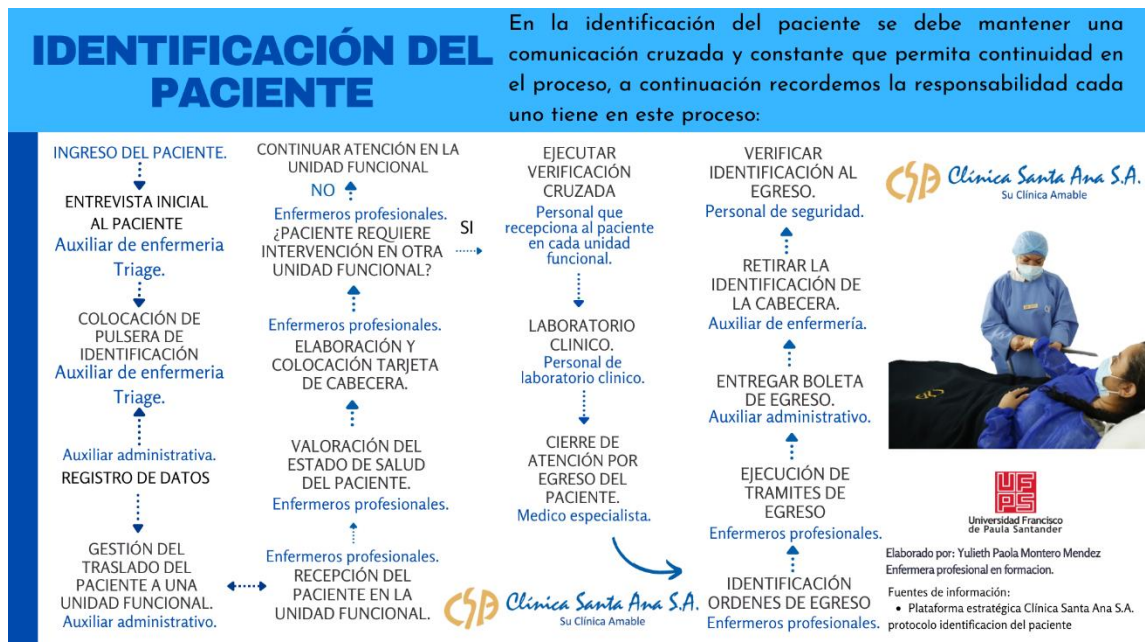 IDENTIFICACIÓN DEL
PACIENTE
En la identificación del paciente se debe mantener una
comunicación cruzada y constante que permita continuidad en
el proceso, a continuación recordemos la responsabilidad cada
uno tiene en este proceso:
INGRESO DEL PACIENTE.
ENTREVISTA INICIAL
AL PACIENTE
Auxiliar de enfermeria
Triage.
COLOCACIÓN DE
PULSERA DE
IDENTIFICACIÓN
Auxiliar de enfermeria
Triage.
Auxiliar administrativa.
REGISTRO DE DATOS
GESTIÓN DEL
TRASLADO DEL
PACIENTE A UNA
UNIDAD FUNCIONAL.
Auxiliar administrativo.
CONTINUAR ATENCIÓN EN LA
UNIDAD FUNCIONAL
NO
Enfermeros profesionales.
¿PACIENTE REQUIERE
INTERVENCIÓN EN OTRA
UNIDAD FUNCIONAL?
SI
Enfermeros profesionales.
ELABORACIÓN Y
COLOCACIÓN TARJETA
DE CABECERA.
VALORACIÓN DEL
ESTADO DE SALUD
DEL PACIENTE.
Enfermeros profesionales.
Enfermeros profesionales.
RECEPCIÓN DEL
PACIENTE EN LA
UNIDAD FUNCIONAL.
EJECUTAR
VERIFICACIÓN
CRUZADA
Personal que
recepciona al paciente
en cada unidad
funcional.
LABORATORIO
CLINICO.
Personal de
laboratorio clinico.
CIERRE DE
ATENCIÓN POR
EGRESO DEL
PACIENTE.
Medico especialista.
CSA Clínica Santa Ana S.A.
Su Clínica Amable
VERIFICAR
IDENTIFICACIÓN AL
EGRESO.
Personal de seguridad.
RETIRAR LA
IDENTIFICACIÓN DE
LA CABECERA.
Auxiliar de enfermería.
ENTREGAR BOLETA
DE EGRESO.
Auxiliar administrativo.
EJECUCIÓN DE
TRAMITES DE
EGRESO
Enfermeros profesionales.
IDENTIFICACIÓN
ORDENES DE EGRESO
Enfermeros profesionales.
CSA Clínica Santa Ana S.A.
Su Clínica Amable
UFPS
Universidad Francisco
de Paula Santander
Elaborado por: Yulieth Paola Montero Mendez
Enfermera profesional en formacion.
Fuentes de información:
• Plataforma estratégica Clínica Santa Ana S.A.
protocolo identificacion del paciente